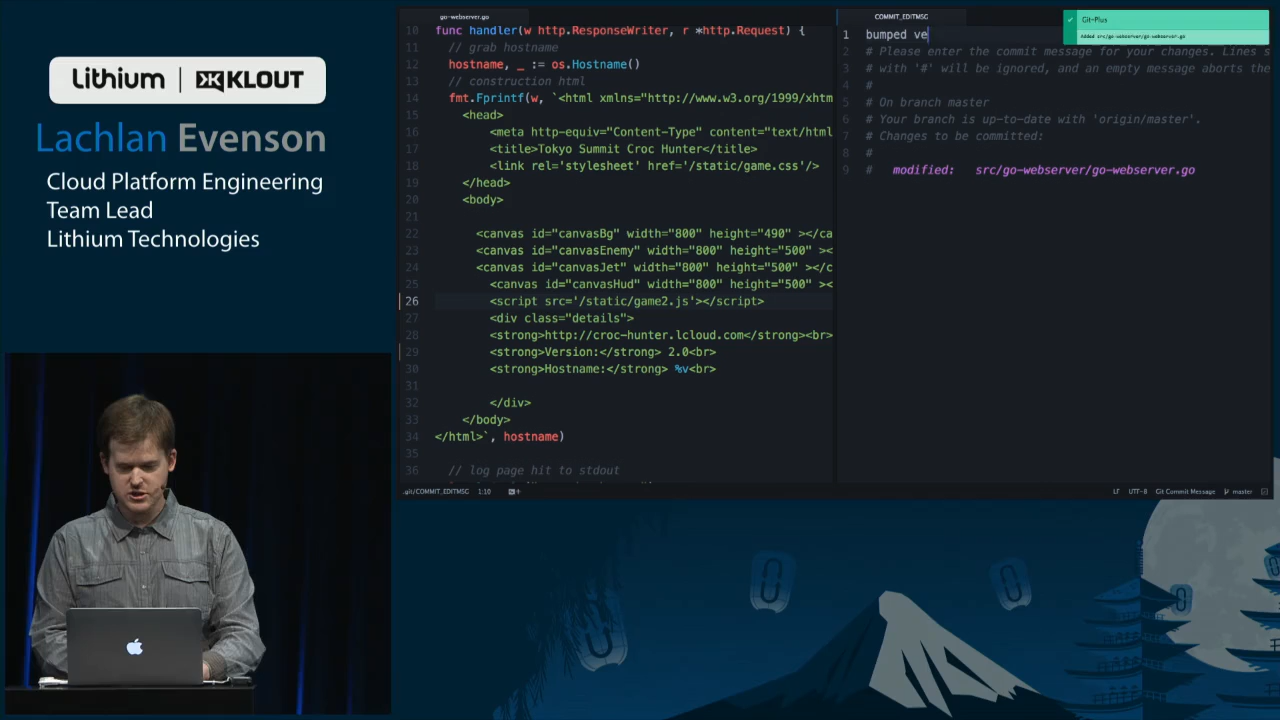 Lithium | KLOUT
Lachlan Evenson
Cloud Platform Engineering
Team Lead
Lithium Technologies
go-webserver.go
10 func handler(w http.ResponseWriter, r *http.Request) {
11 // grab hostname
12 hostname, _ := os.Hostname()
13 // construction html
14 fmt.Fprintf(w, `<html xmlns="http://www.w3.org/1999/xhtm
15 <head>
16 <meta http-equiv="Content-Type" content="text/html
17 <title>Tokyo Summit Croc Hunter</title>
18 <link rel='stylesheet' href='/static/game.css'/>
19 </head>
20 <body>
21
22 <canvas id="canvasBg" width="800" height="490" ></ca
23 <canvas id="canvasEnemy" width="800" height="500" ><
24 <canvas id="canvasJet" width="800" height="500" ></c
25 <canvas id="canvasHud" width="800" height="500" ><
26 <script src='/static/game2.js'></script>
27 <div class="details">
28 <strong>http://croc-hunter.lcloud.com</strong><br>
29 <strong>Version:</strong> 2.0<br>
30 <strong>Hostname:</strong> %v<br>
31
32 </div>
33 </body>
34 </html>`, hostname)
35
36 // log page hit to stdout
.git/COMMIT_EDITMSG 1:10
COMMIT_EDITMSG
1 bumped ve
2 # Please enter the commit message for your changes. Lines s
3 # with '#' will be ignored, and an empty message aborts the
4 #
5 # On branch master
6 # Your branch is up-to-date with 'origin/master'.
7 # Changes to be committed:
8 #
9 # modified: src/go-webserver/go-webserver.go
Git-Plus
Added src/go-webserver/go-webserver.go
LF UTF-8 Git Commit Message master